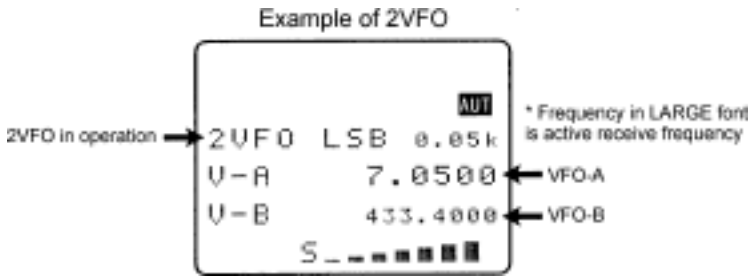 Example of 2VFO
AUT
2VFO in operation
2VFO LSB 0.05k
* Frequency in LARGE font
is active receive frequency
V-A 7.0500
VFO-A
V-B 433.4000
VFO-B
S